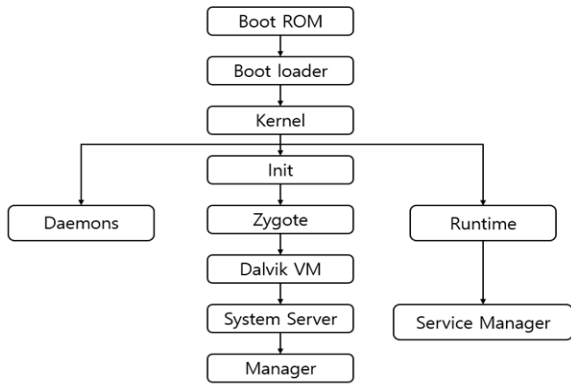 Boot ROM
Boot loader
Kernel
Init
Daemons
Zygote
Runtime
Dalvik VM
System Server
Service Manager
Manager